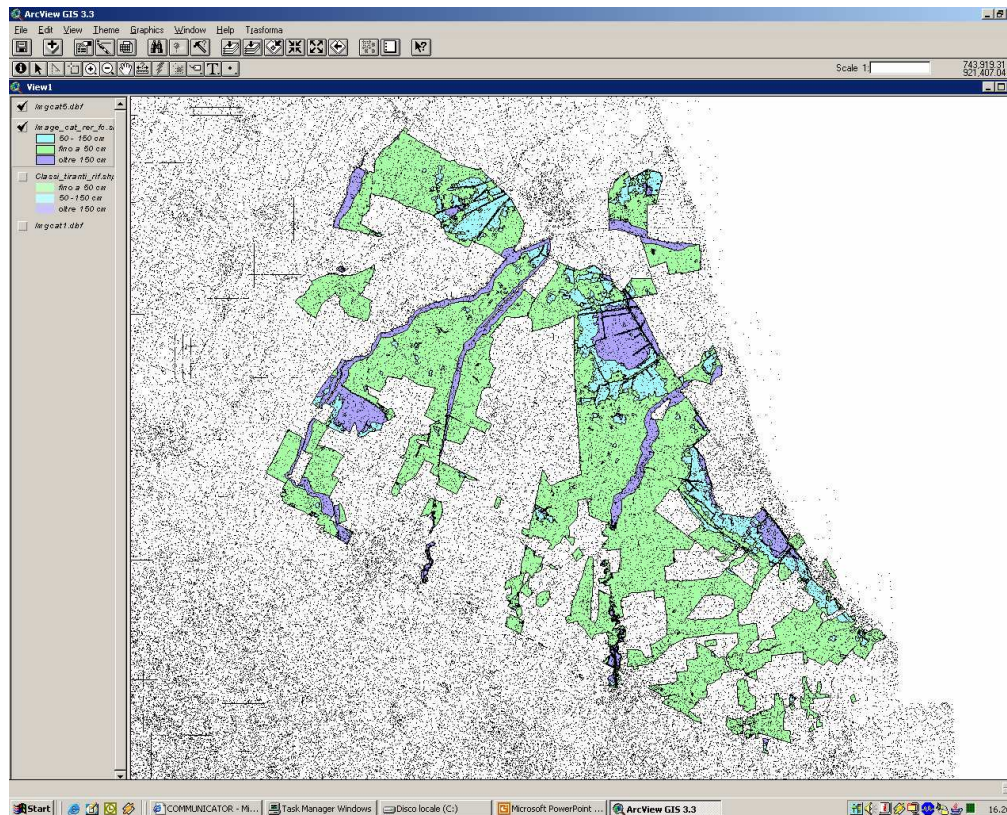 ArcView GIS 3.3
File Edit View Theme Graphics Window Help Trasforma
Scale 1:
743,919.31
921,407.04
View1
Imgcat5.dbf
50 - 150 cm
fino a 50 cm
oltre 150 cm
Classi_tiranti_rif.shp
fino a 50 cm
50-150 cm
oltre 150 cm
Imgcat1.dbf
Start
COMMUNICATOR - Mi...
Task Manager Windows
Disco locale (C:)
Microsoft PowerPoint ...
ArcView GIS 3.3